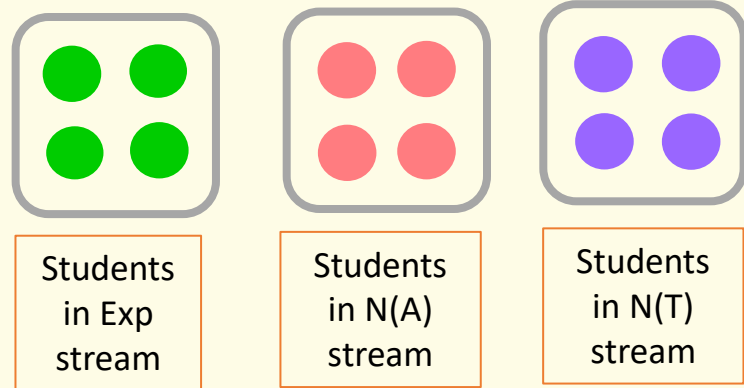 Students
in Exp
stream
Students
in N(A)
stream
Students
in N(T)
stream